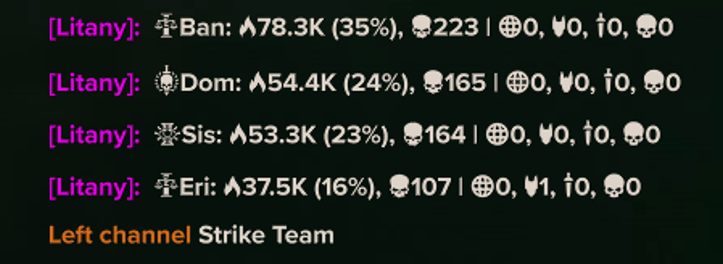 [Litany]: Ban: 78.3K (35%), 223 | 0, 0, 0, 0
[Litany]: Dom: 54.4K (24%), 165 | 0, 0, 0, 0
[Litany]: Sis: 53.3K (23%), 164 | 0, 0, 0, 0
[Litany]: Eri: 37.5K (16%), 107 | 0, 1, 0, 0
Left channel Strike Team